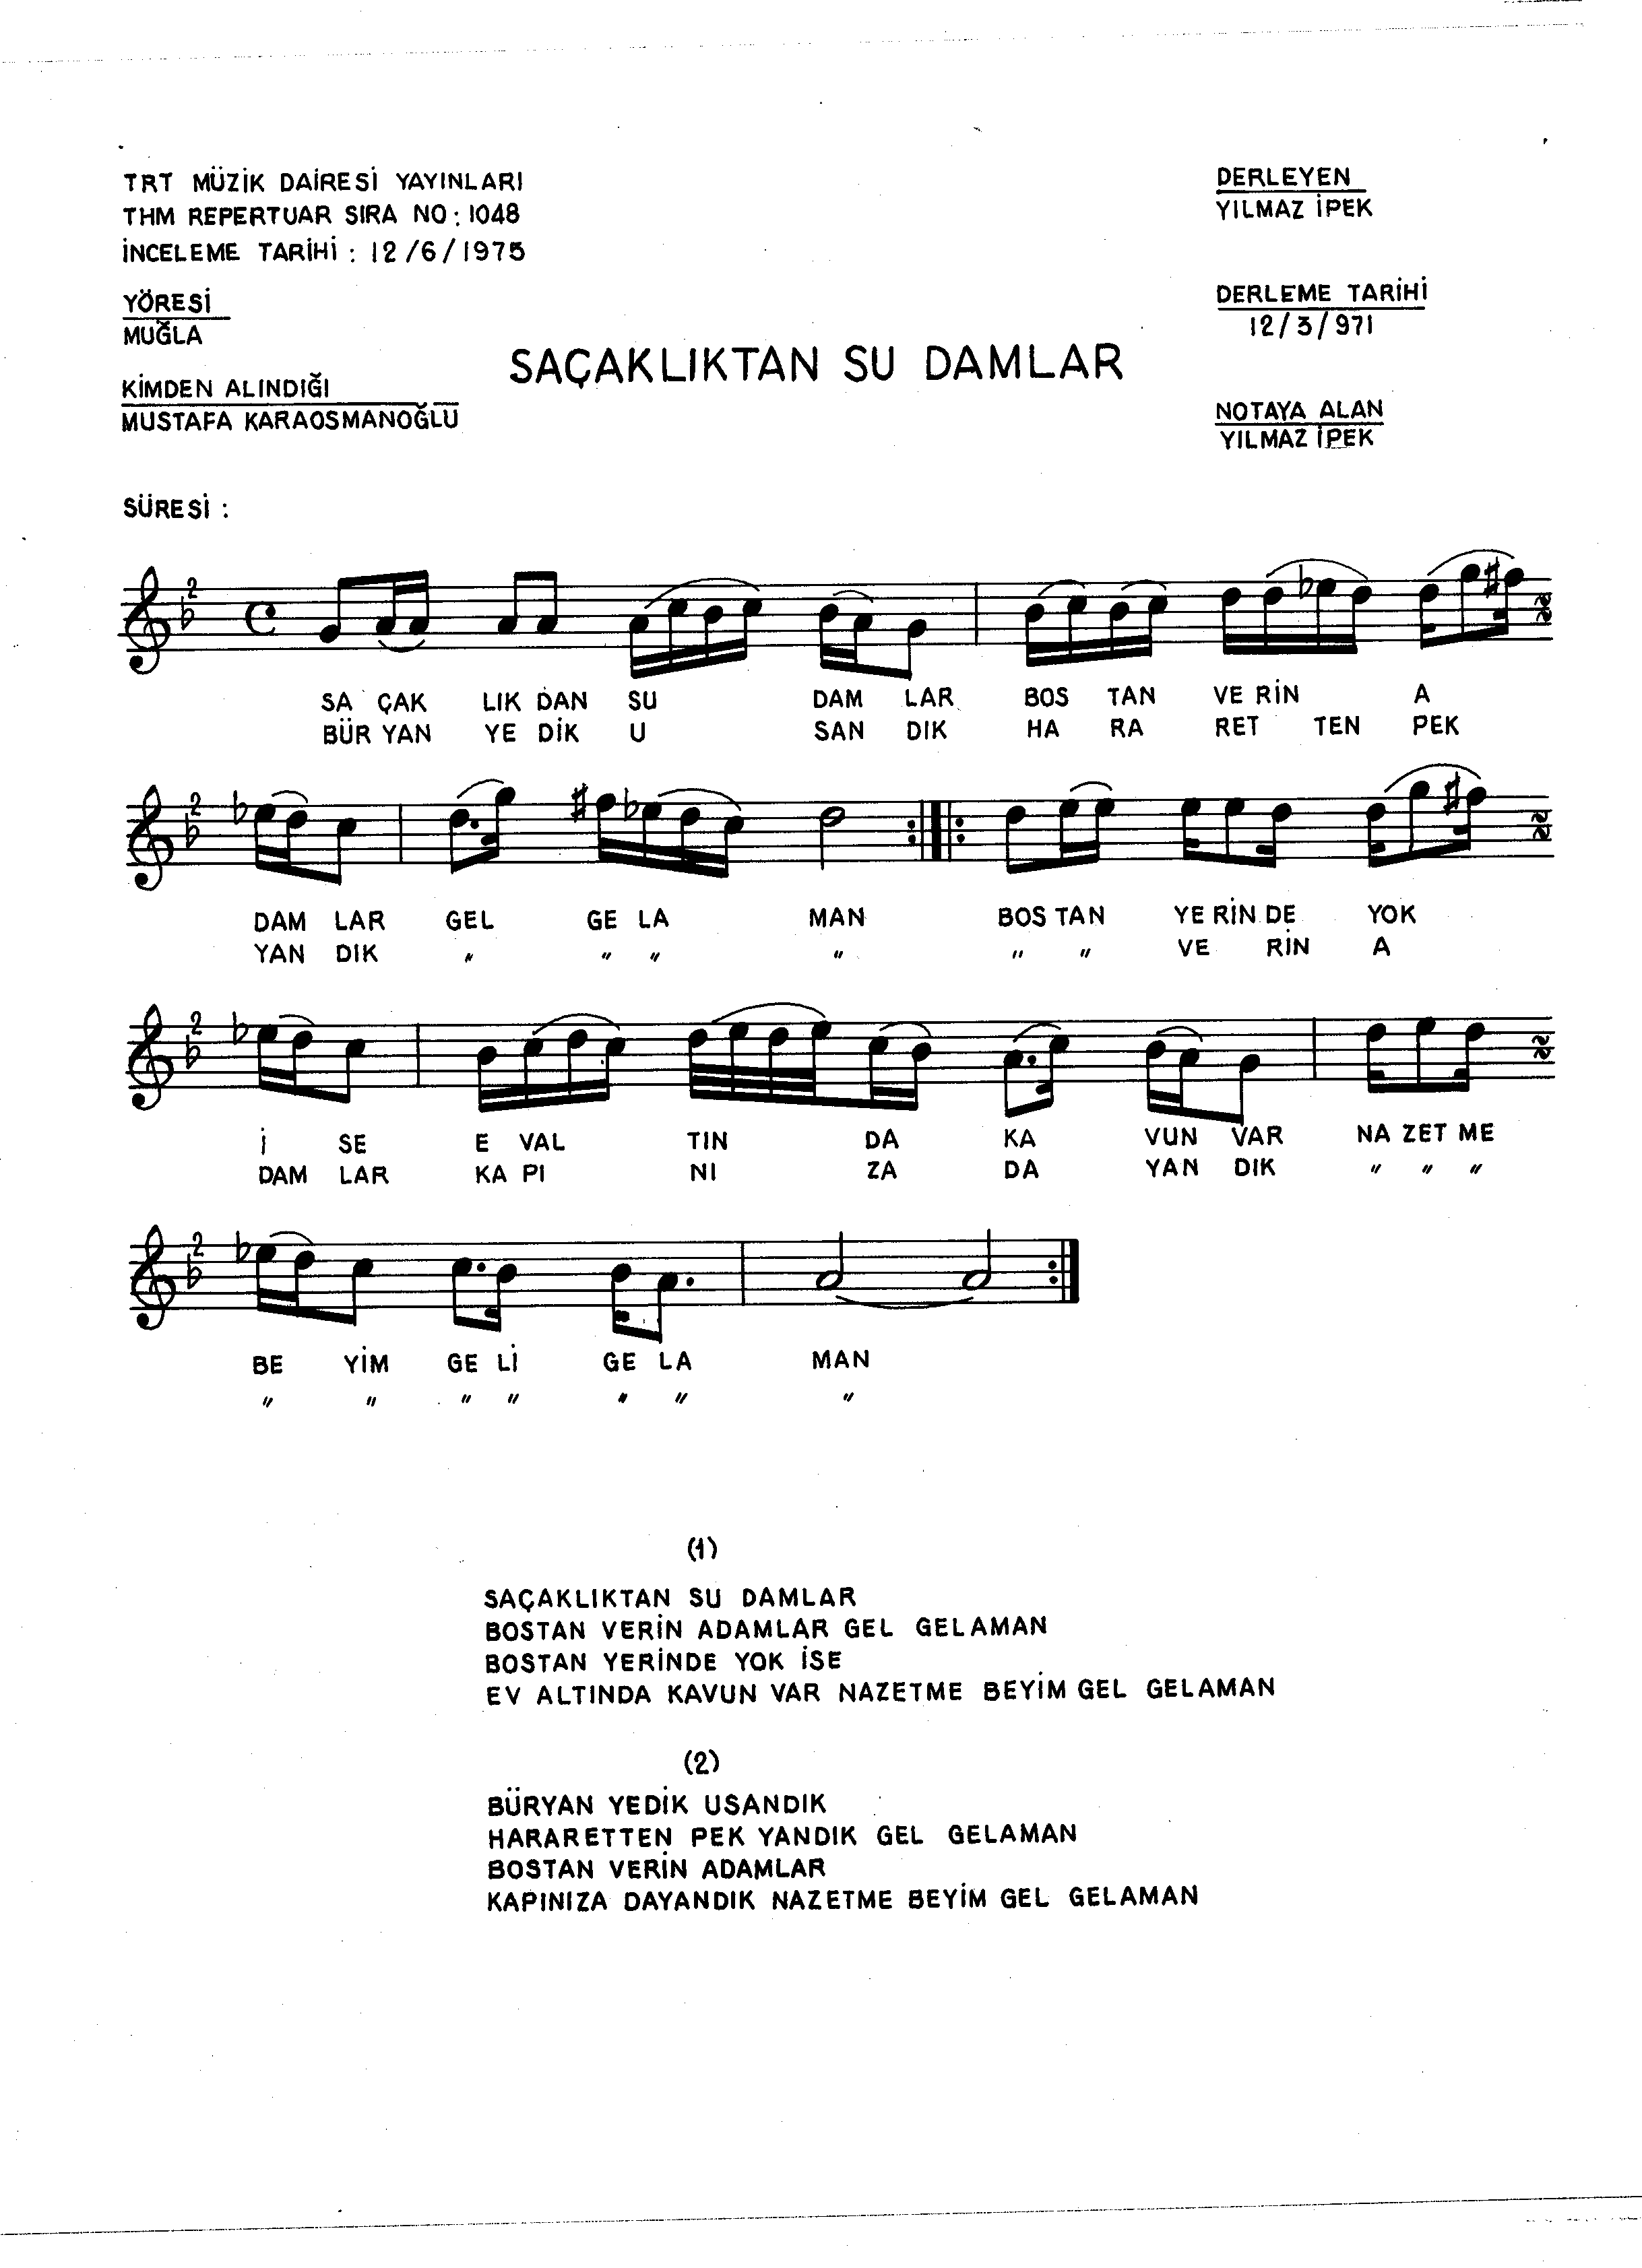 TRT MÜZİK DAİRESİ YAYINLARI
THM REPERTUAR SIRA NO: 1048
İNCELEME TARİHİ : 12/6/1975
DERLEYEN
YILMAZ İPEK
YÖRESİ
MUĞLA
DERLEME TARİHİ
12/3/971
SAÇAKLIKTAN SU DAMLAR
KİMDEN ALINDIĞI
MUSTAFA KARAOSMANOĞLU
NOTAYA ALAN
YILMAZ İPEK
SÜRESİ :
2
SA ÇAK LIK DAN SU DAM LAR BOS TAN VE RİN A
BÜR YAN YE DİK U SAN DIK HA RA RET TEN PEK
2
DAM LAR GEL GE LA MAN BOS TAN YE RİN DE YOK
YAN DIK " " " " " " VE RİN A
2
İ SE E VAL TIN DA KA VUN VAR NA ZET ME
DAM LAR KA PI NI ZA DA YAN DIK " " "
2
BE YİM GE Lİ GE LA MAN
" " " " " " "
(1)
SAÇAKLIKTAN SU DAMLAR
BOSTAN VERİN ADAMLAR GEL GELAMAN
BOSTAN YERİNDE YOK İSE
EV ALTINDA KAVUN VAR NAZETME BEYİM GEL GELAMAN
(2)
BÜRYAN YEDİK USANDIK
HARARETTEN PEK YANDIK GEL GELAMAN
BOSTAN VERİN ADAMLAR
KAPINIZA DAYANDIK NAZETME BEYİM GEL GELAMAN